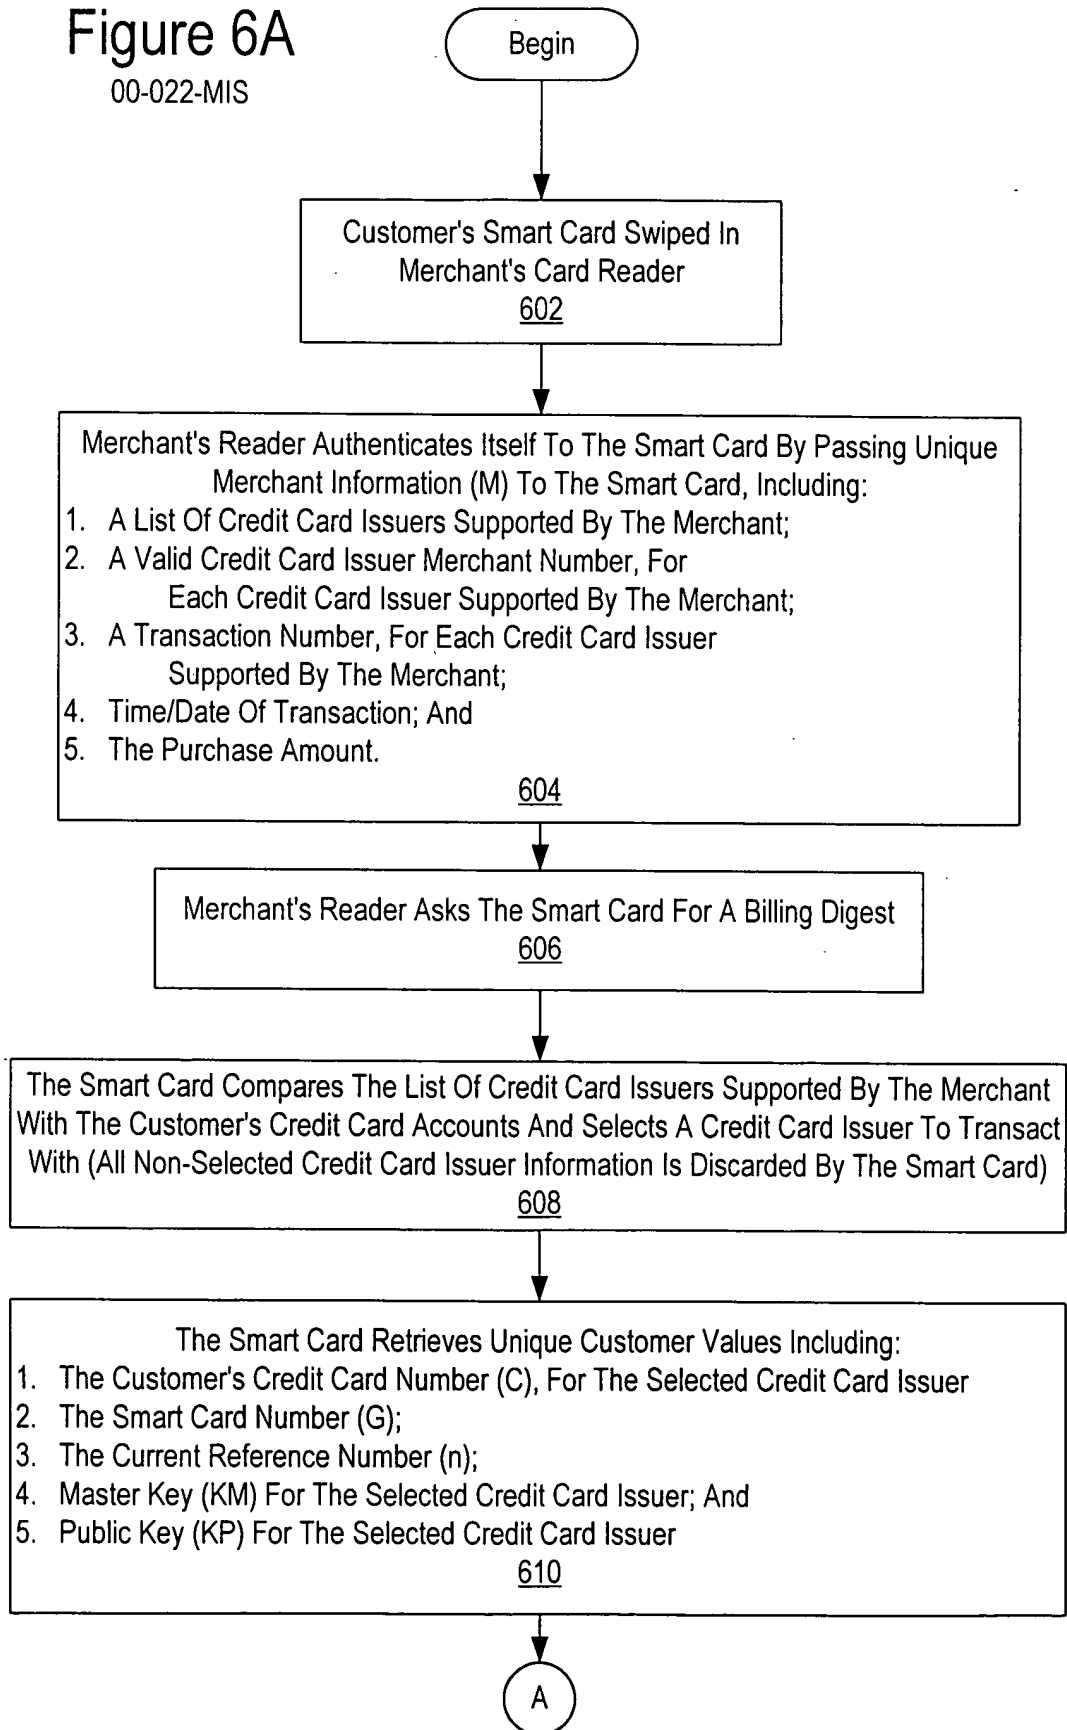 Figure 6A
00-022-MIS
Begin
Customer's Smart Card Swiped In
Merchant's Card Reader
602
Merchant's Reader Authenticates Itself To The Smart Card By Passing Unique
Merchant Information (M) To The Smart Card, Including:
1. A List Of Credit Card Issuers Supported By The Merchant;
2. A Valid Credit Card Issuer Merchant Number, For
Each Credit Card Issuer Supported By The Merchant;
3. A Transaction Number, For Each Credit Card Issuer
Supported By The Merchant;
4. Time/Date Of Transaction; And
5. The Purchase Amount.
604
Merchant's Reader Asks The Smart Card For A Billing Digest
606
The Smart Card Compares The List Of Credit Card Issuers Supported By The Merchant
With The Customer's Credit Card Accounts And Selects A Credit Card Issuer To Transact
With (All Non-Selected Credit Card Issuer Information Is Discarded By The Smart Card)
608
The Smart Card Retrieves Unique Customer Values Including:
1. The Customer's Credit Card Number (C), For The Selected Credit Card Issuer
2. The Smart Card Number (G);
3. The Current Reference Number (n);
4. Master Key (KM) For The Selected Credit Card Issuer; And
5. Public Key (KP) For The Selected Credit Card Issuer
610
A